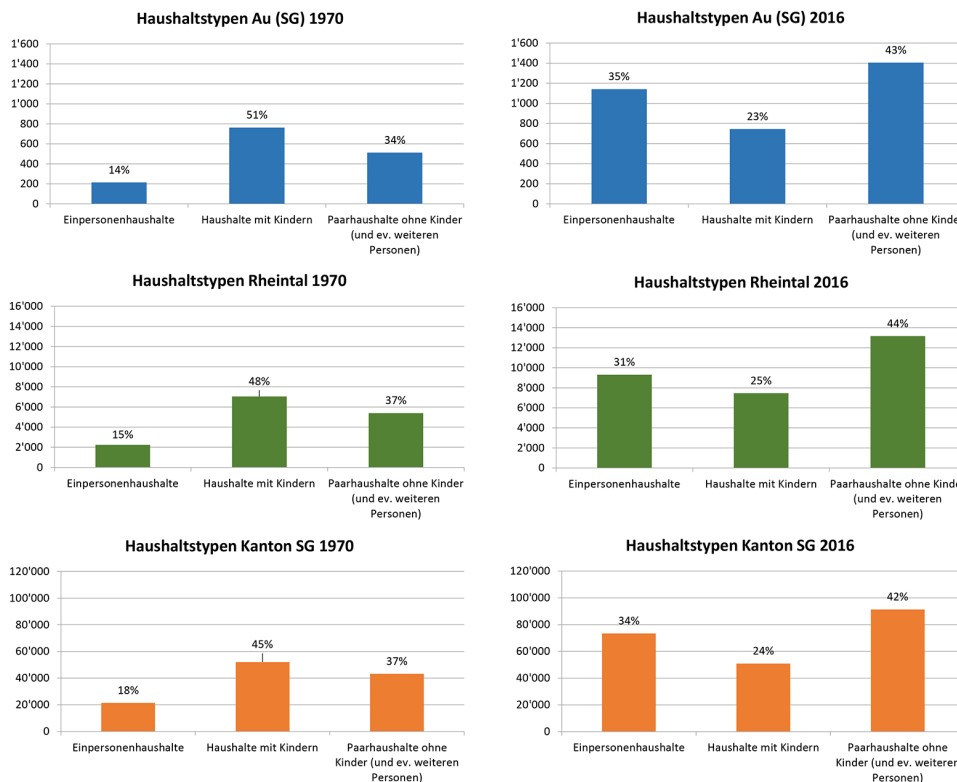 Haushaltstypen Au (SG) 1970
1'600
1'400
1'200
1'000
800
600
400
200
0
14%
51%
34%
Einpersonenhaushalte
Haushalte mit Kindern
Paarhaushalte ohne Kinder
(und ev. weiteren
Personen)
Haushaltstypen Au (SG) 2016
1'600
1'400
1'200
1'000
800
600
400
200
0
35%
23%
43%
Einpersonenhaushalte
Haushalte mit Kindern
Paarhaushalte ohne Kinder
(und ev. weiteren
Personen)
Haushaltstypen Rheintal 1970
16'000
14'000
12'000
10'000
8'000
6'000
4'000
2'000
0
15%
48%
37%
Einpersonenhaushalte
Haushalte mit Kindern
Paarhaushalte ohne Kinder
(und ev. weiteren
Personen)
Haushaltstypen Rheintal 2016
16'000
14'000
12'000
10'000
8'000
6'000
4'000
2'000
0
31%
25%
44%
Einpersonenhaushalte
Haushalte mit Kindern
Paarhaushalte ohne Kinder
(und ev. weiteren
Personen)
Haushaltstypen Kanton SG 1970
120'000
100'000
80'000
60'000
40'000
20'000
0
18%
45%
37%
Einpersonenhaushalte
Haushalte mit Kindern
Paarhaushalte ohne
Kinder (und ev. weiteren
Personen)
Haushaltstypen Kanton SG 2016
120'000
100'000
80'000
60'000
40'000
20'000
0
34%
24%
42%
Einpersonenhaushalte
Haushalte mit Kindern
Paarhaushalte ohne
Kinder (und ev. weiteren
Personen)